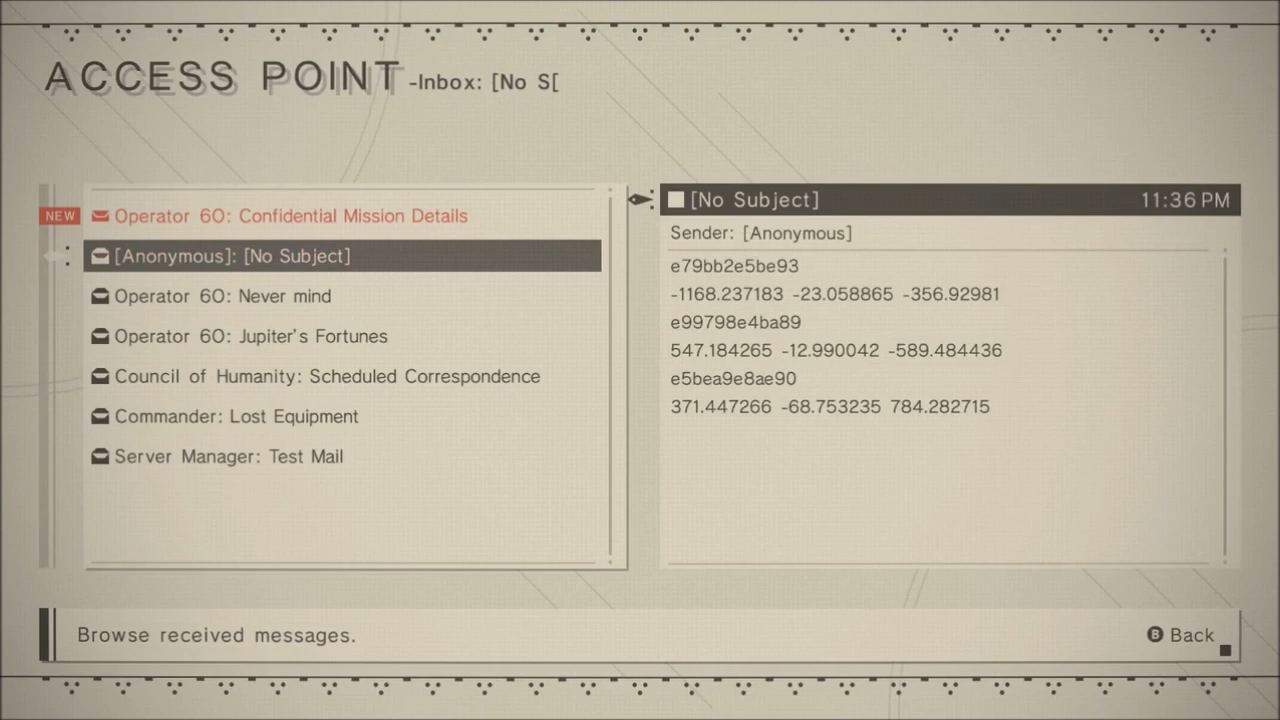 ACCESS POINT -Inbox: [No S[
NEW Operator 6O: Confidential Mission Details
[Anonymous]: [No Subject]
Operator 6O: Never mind
Operator 6O: Jupiter's Fortunes
Council of Humanity: Scheduled Correspondence
Commander: Lost Equipment
Server Manager: Test Mail
[No Subject] 11:36 PM
Sender: [Anonymous]
e79bb2e5be93
-1168.237183 -23.058865 -356.92981
e99798e4ba89
547.184265 -12.990042 -589.484436
e5bea9e8ae90
371.447266 -68.753235 784.282715
Browse received messages.
B Back